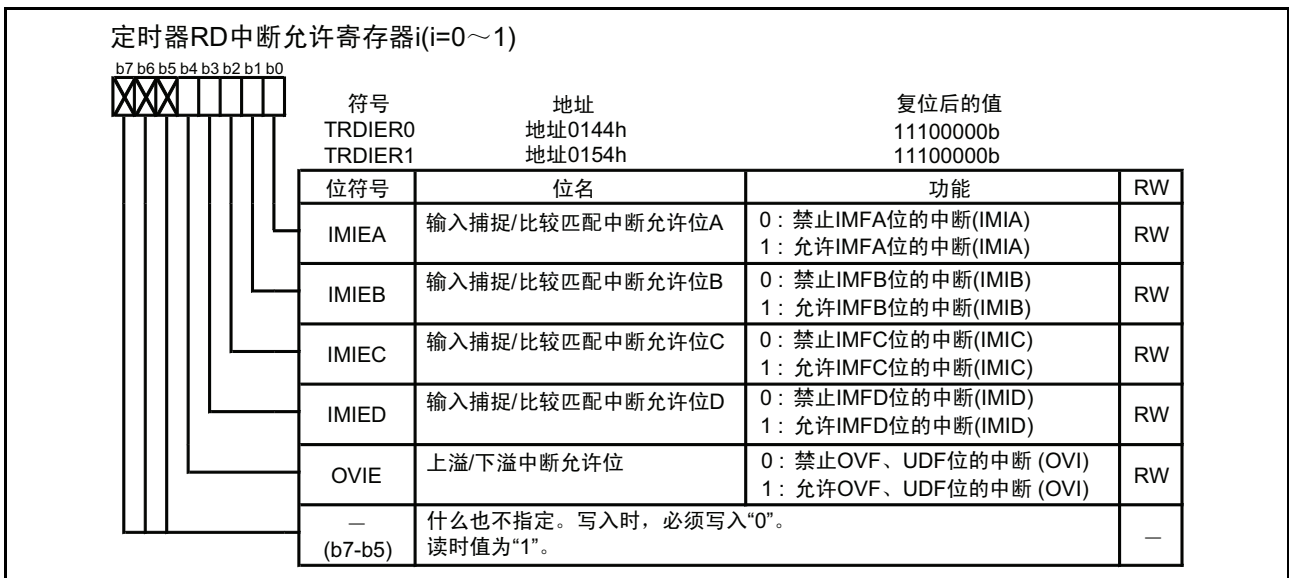 定时器RD中断允许寄存器i(i=0～1)
b7 b6 b5 b4 b3 b2 b1 b0
符号 地址 复位后的值
TRDIER0 地址0144h 11100000b
TRDIER1 地址0154h 11100000b
位符号 位名 功能 RW
IMIEA 输入捕捉/比较匹配中断允许位A 0：禁止IMFA位的中断(IMIA) RW
1：允许IMFA位的中断(IMIA)
IMIEB 输入捕捉/比较匹配中断允许位B 0：禁止IMFB位的中断(IMIB) RW
1：允许IMFB位的中断(IMIB)
IMIEC 输入捕捉/比较匹配中断允许位C 0：禁止IMFC位的中断(IMIC) RW
1：允许IMFC位的中断(IMIC)
IMIED 输入捕捉/比较匹配中断允许位D 0：禁止IMFD位的中断(IMID) RW
1：允许IMFD位的中断(IMID)
OVIE 上溢/下溢中断允许位 0：禁止OVF、UDF位的中断 (OVI) RW
1：允许OVF、UDF位的中断 (OVI)
— 什么也不指定。写入时，必须写入“0”。 —
(b7-b5) 读时值为“1”。